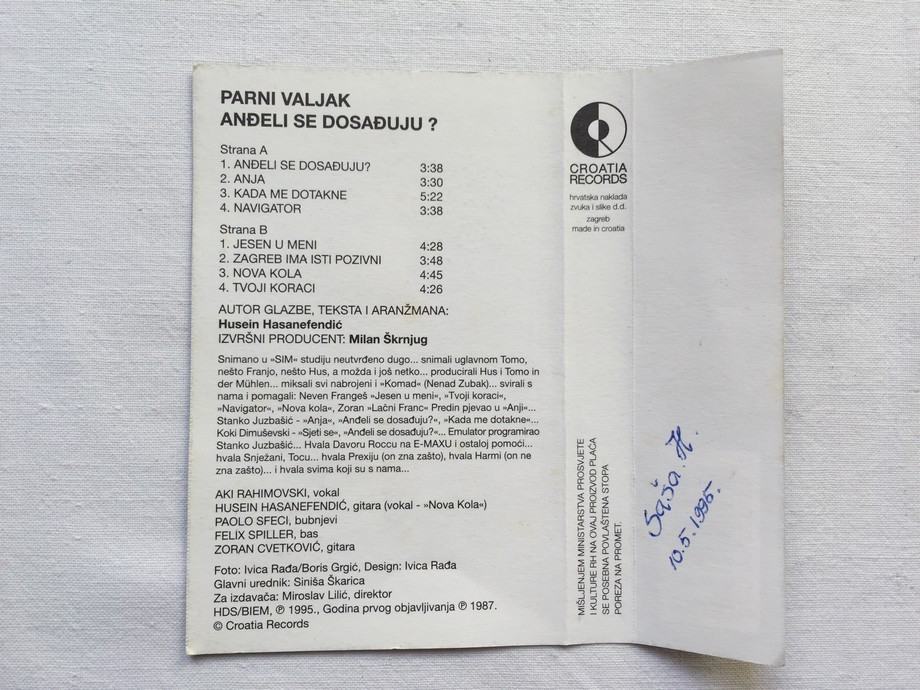 PARNI VALJAK
ANĐELI SE DOSAĐUJU ?
Strana A
1. ANĐELI SE DOSAĐUJU? 3:38
2. ANJA 3:30
3. KADA ME DOTAKNE 5:22
4. NAVIGATOR 3:38
Strana B
1. JESEN U MENI 4:28
2. ZAGREB IMA ISTI POZIVNI 3:48
3. NOVA KOLA 4:45
4. TVOJI KORACI 4:26
AUTOR GLAZBE, TEKSTA I ARANŽMANA:
Husein Hasanefendić
IZVRŠNI PRODUCENT: Milan Škrnjug
Snimano u »SIM« studiju neutvrđeno dugo... snimali uglavnom Tomo,
nešto Franjo, nešto Hus, a možda i još netko... producirali Hus i Tomo in
der Mühlen... miksali svi nabrojeni i »Komad« (Nenad Zubak)... svirali s
nama i pomagali: Neven Frangeš »Jesen u meni«, »Tvoji koraci«,
»Navigator«, »Nova kola«, Zoran »Lačni Franc« Predin pjevao u »Anji«...
Stanko Juzbašić - »Anja«, »Anđeli se dosađuju?«, »Kada me dotakne«...
Koki Dimuševski - »Sjeti se«, »Anđeli se dosađuju?«... Emulator programirao
Stanko Juzbašić... Hvala Davoru Roccu na E-MAXU i ostaloj pomoći...
hvala Snježani, Tocu... hvala Prexiju (on zna zašto), hvala Harmi (on ne
zna zašto)... i hvala svima koji su s nama...
AKI RAHIMOVSKI, vokal
HUSEIN HASANEFENDIĆ, gitara (vokal - »Nova Kola«)
PAOLO SFECI, bubnjevi
FELIX SPILLER, bas
ZORAN CVETKOVIĆ, gitara
Foto: Ivica Rađa/Boris Grgić, Design: Ivica Rađa
Glavni urednik: Siniša Škarica
Za izdavača: Miroslav Lilić, direktor
HDS/BIEM, ℗ 1995., Godina prvog objavljivanja ℗ 1987.
© Croatia Records
CROATIA
RECORDS
hrvatska naklada
zvuka i slike d.d.
zagreb
made in croatia
MIŠLJENJEM MINISTARSTVA PROSVJETE
I KULTURE RH NA OVAJ PROIZVOD PLAĆA
SE POSEBNA POVLAŠTENA STOPA
POREZA NA PROMET.
Saša. H.
10.5.1996.